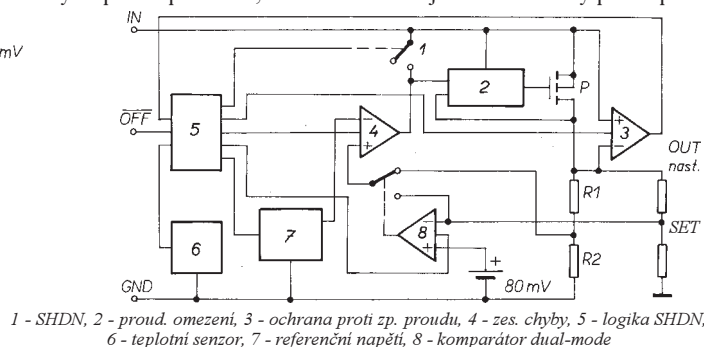 IN
mV
1
2
P
OFF
5
4
3
+
−
−
+
+
−
OUT
nast.
R1
SET
8
−
+
6
7
R2
+
80 mV
GND
1 - SHDN, 2 - proud. omezení, 3 - ochrana proti zp. proudu, 4 - zes. chyby, 5 - logika SHDN,
6 - teplotní senzor, 7 - referenční napětí, 8 - komparátor dual-mode